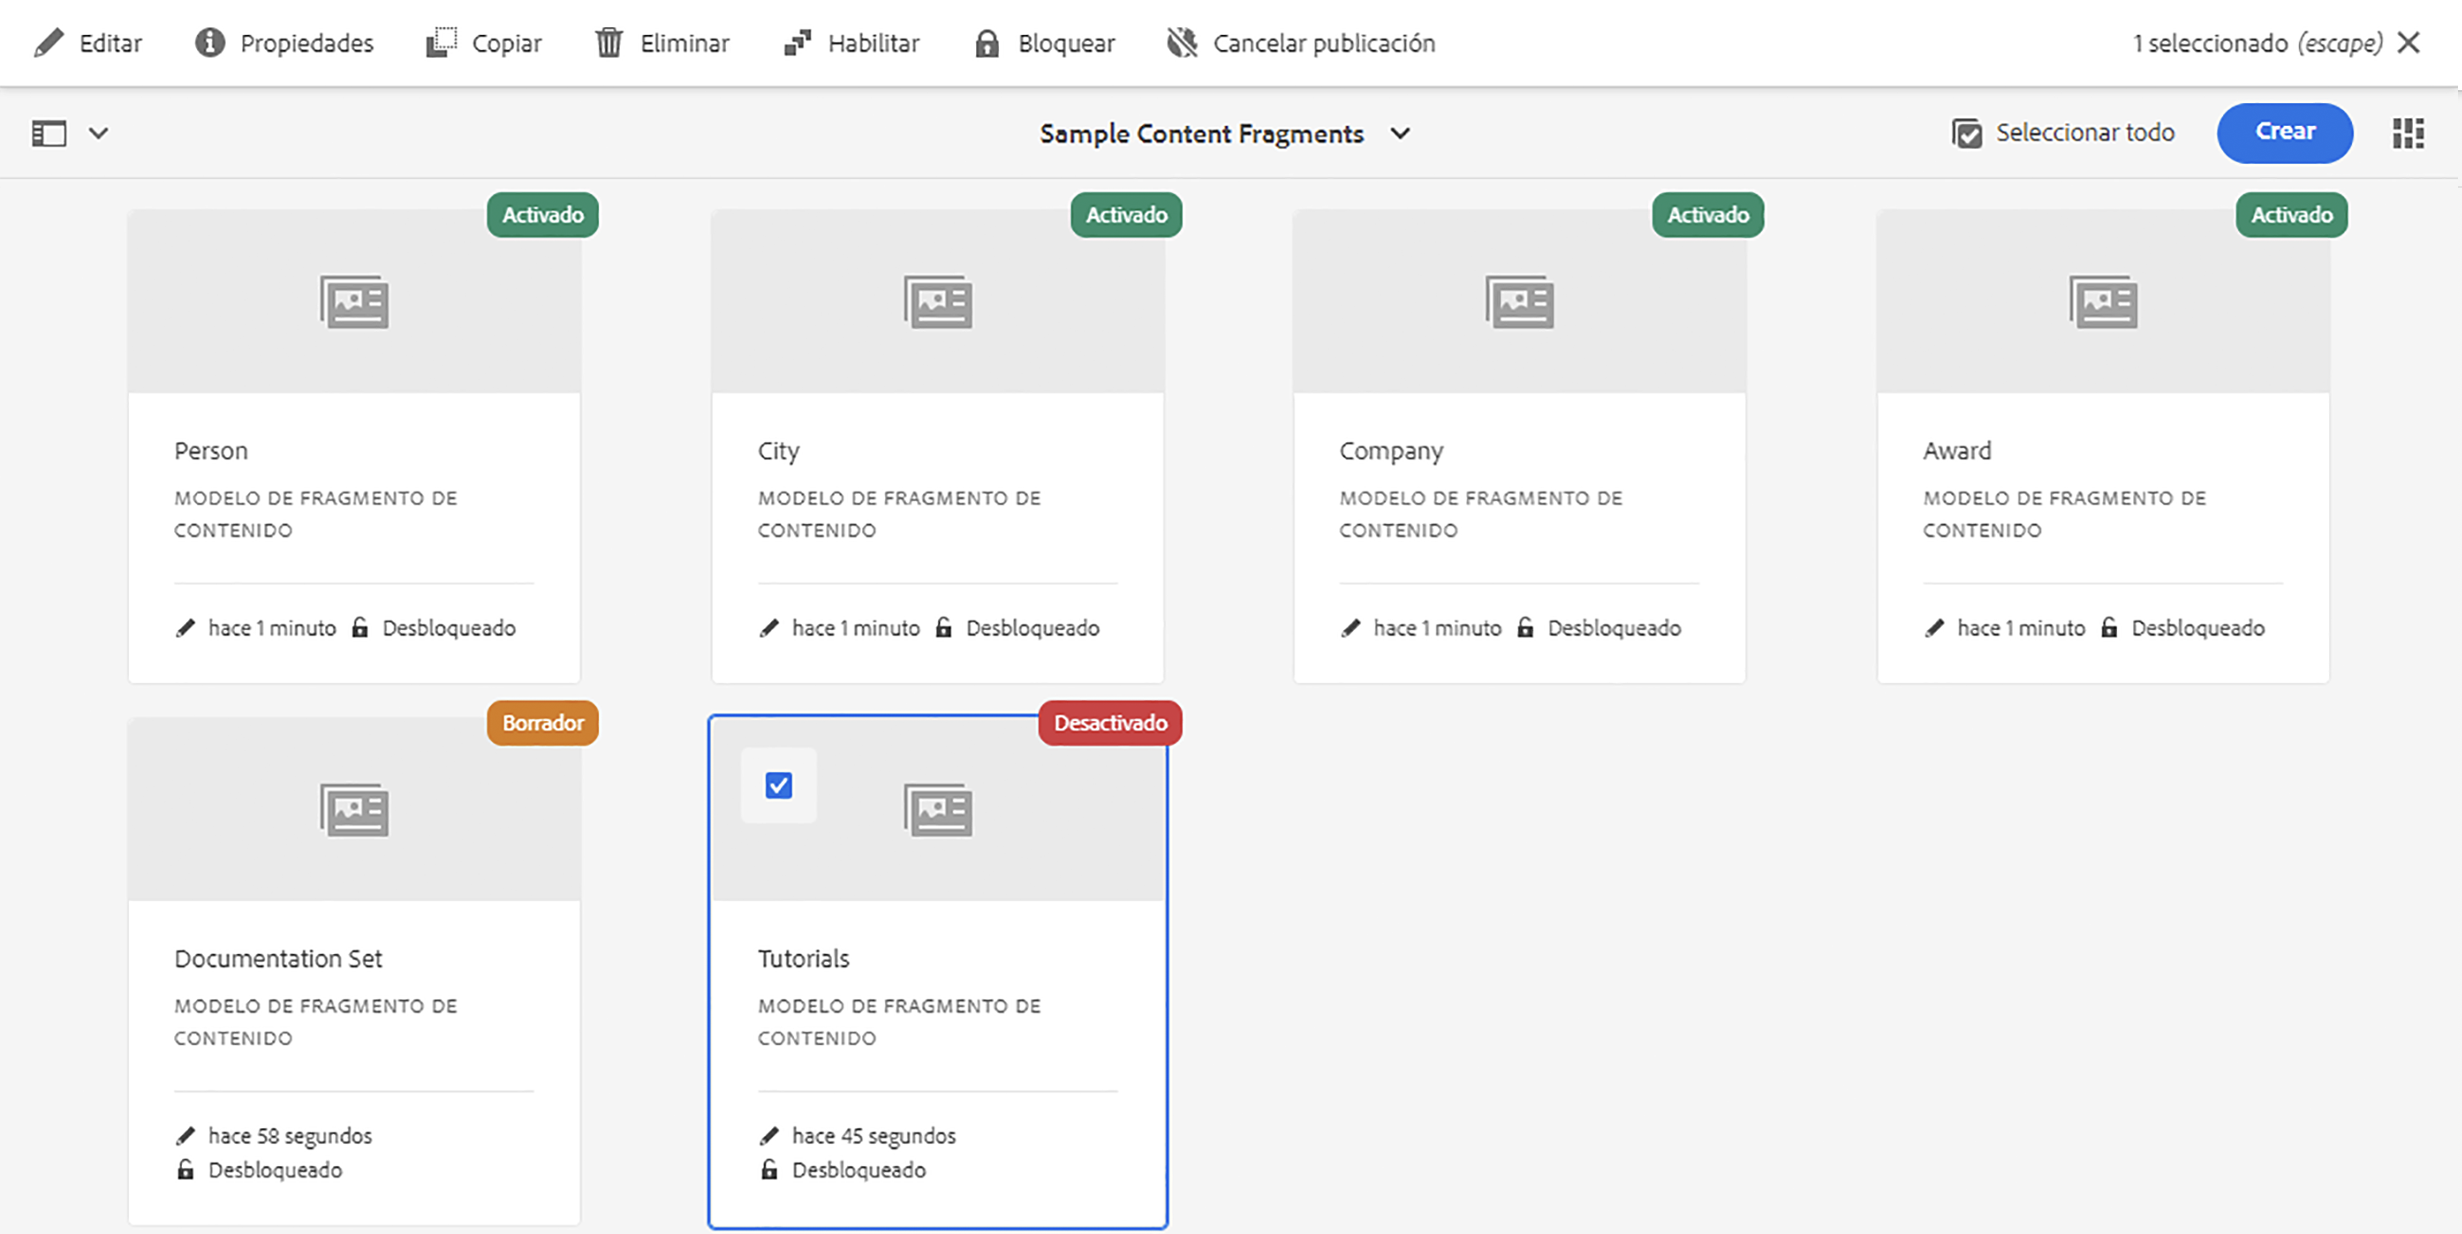 Editar Propiedades Copiar Eliminar Habilitar Bloquear Cancelar publicación 1 seleccionado (escape)
Sample Content Fragments Seleccionar todo Crear
Activado
Person
MODELO DE FRAGMENTO DE
CONTENIDO
hace 1 minuto Desbloqueado
Activado
City
MODELO DE FRAGMENTO DE
CONTENIDO
hace 1 minuto Desbloqueado
Activado
Company
MODELO DE FRAGMENTO DE
CONTENIDO
hace 1 minuto Desbloqueado
Activado
Award
MODELO DE FRAGMENTO DE
CONTENIDO
hace 1 minuto Desbloqueado
Borrador
Documentation Set
MODELO DE FRAGMENTO DE
CONTENIDO
hace 58 segundos
Desbloqueado
Desactivado
Tutorials
MODELO DE FRAGMENTO DE
CONTENIDO
hace 45 segundos
Desbloqueado